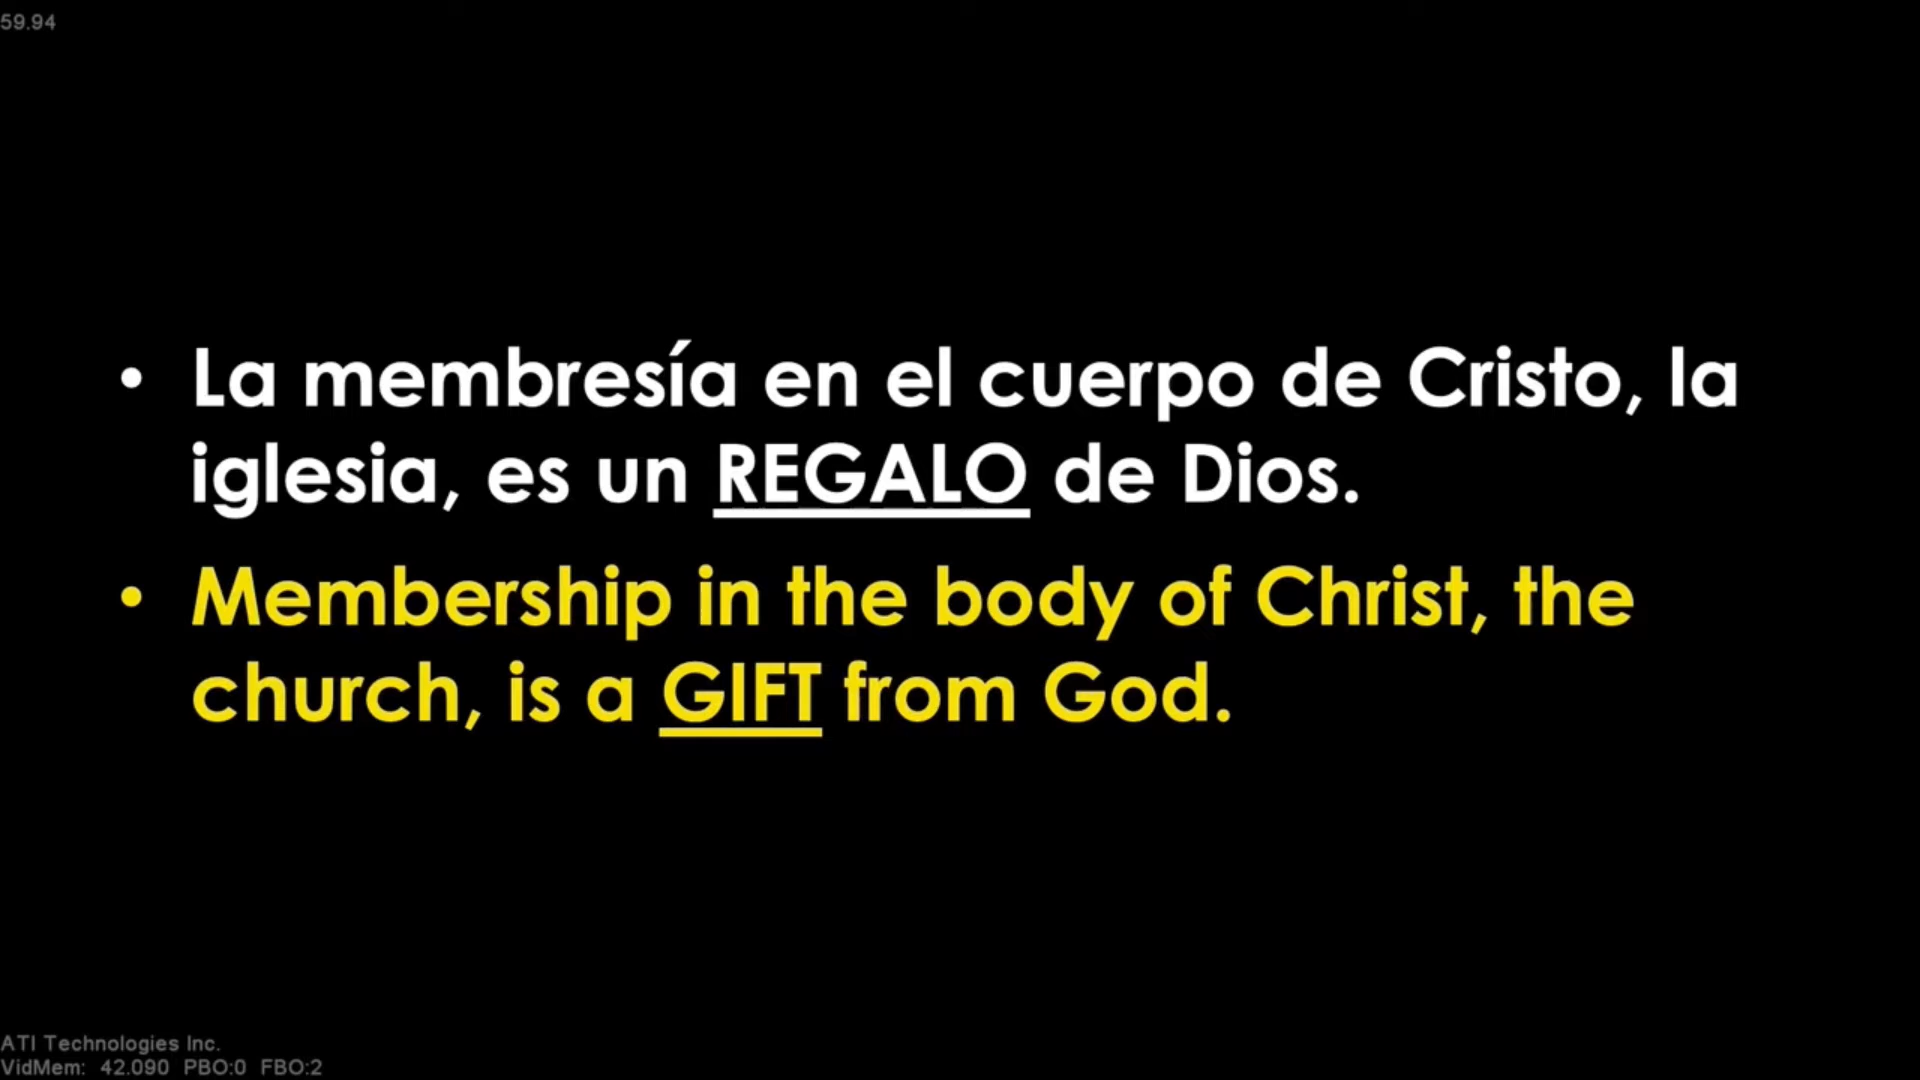 59.94
• La membresía en el cuerpo de Cristo, la
iglesia, es un REGALO de Dios.
• Membership in the body of Christ, the
church, is a GIFT from God.
ATI Technologies Inc.
VidMem: 42.090 PBO:0 FBO:2